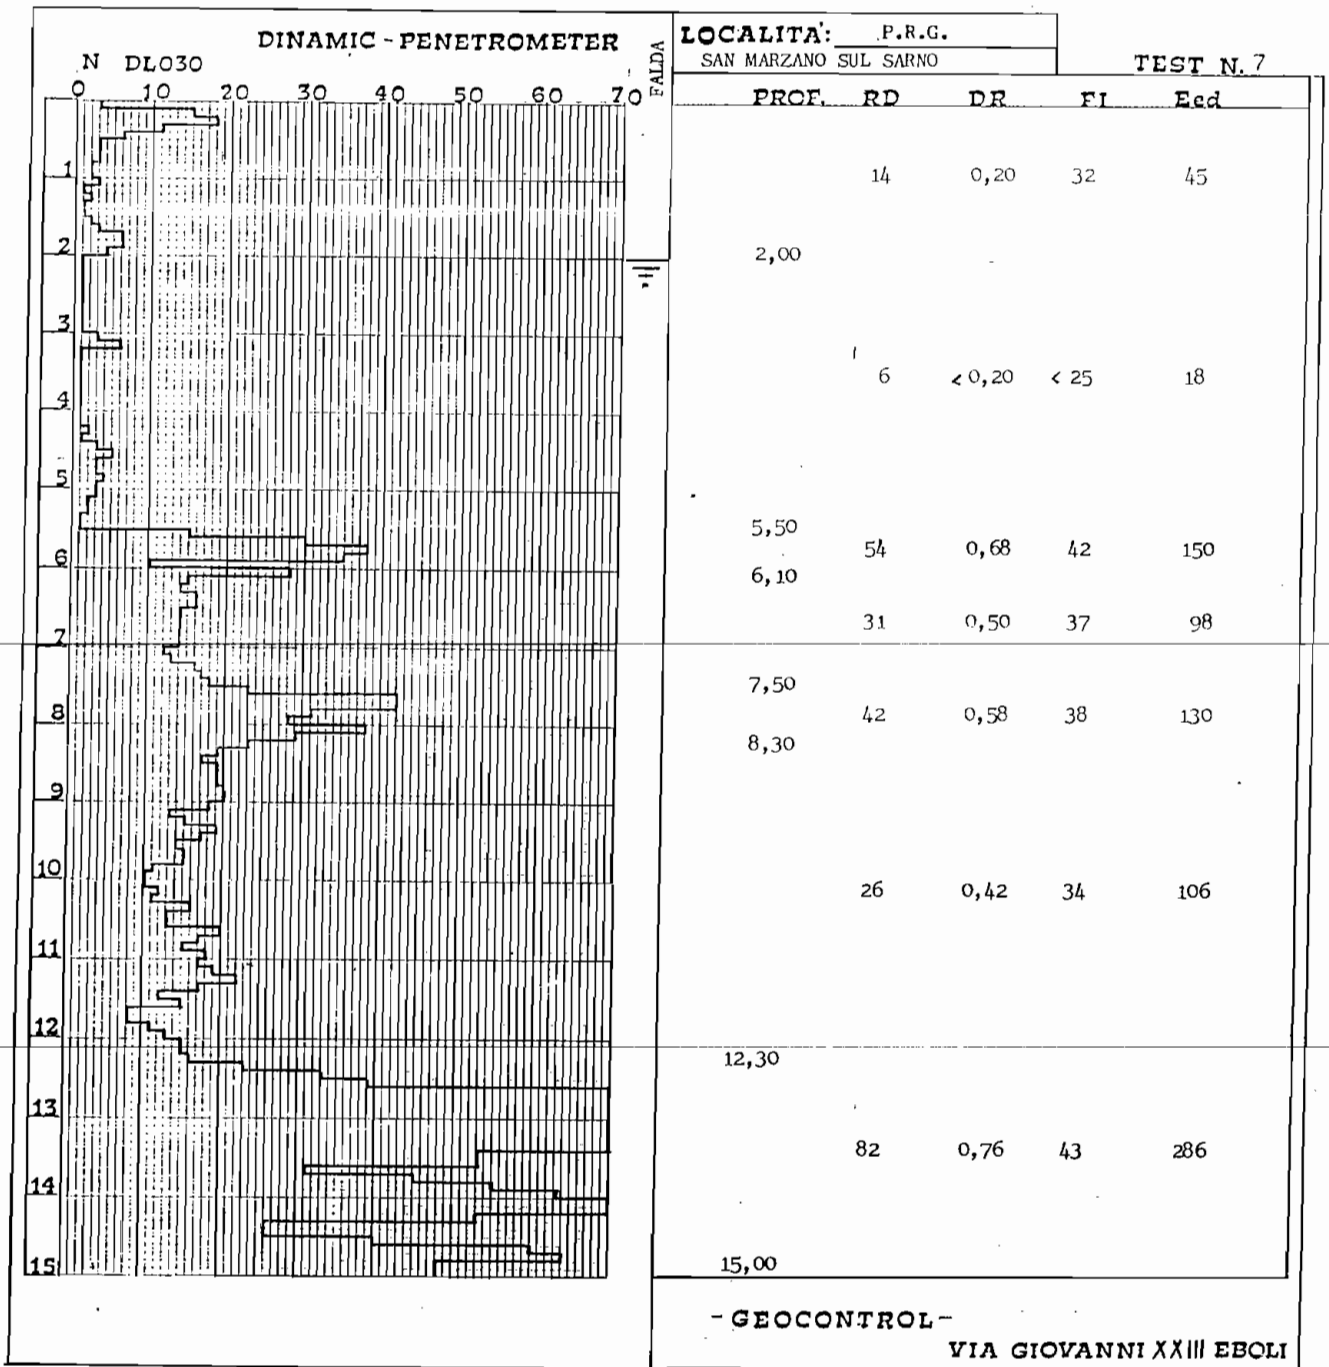 DINAMIC - PENETROMETER
N DL030
FALDA
LOCALITA': P.R.G.
SAN MARZANO SUL SARNO
TEST N. 7
0 10 20 30 40 50 60 70
PROF. RD DR FI Eed
1
14 0,20 32 45
2
2,00
3
6 < 0,20 < 25 18
4
5
5,50
54 0,68 42 150
6
6,10
31 0,50 37 98
7
7,50
8
42 0,58 38 130
8,30
9
10
26 0,42 34 106
11
12
12,30
13
82 0,76 43 286
14
15
15,00
- GEOCONTROL -
VIA GIOVANNI XXIII EBOLI